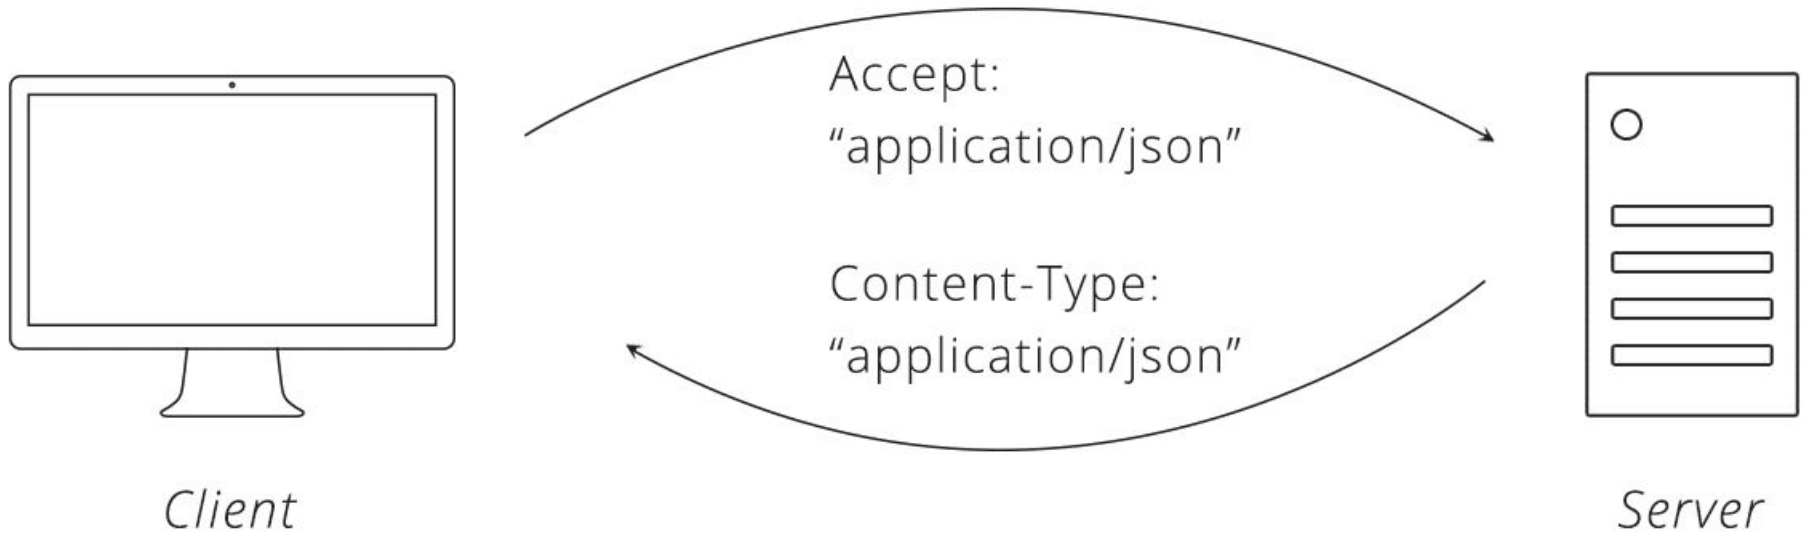 Accept:
“application/json”
Content-Type:
“application/json”
Client
Server